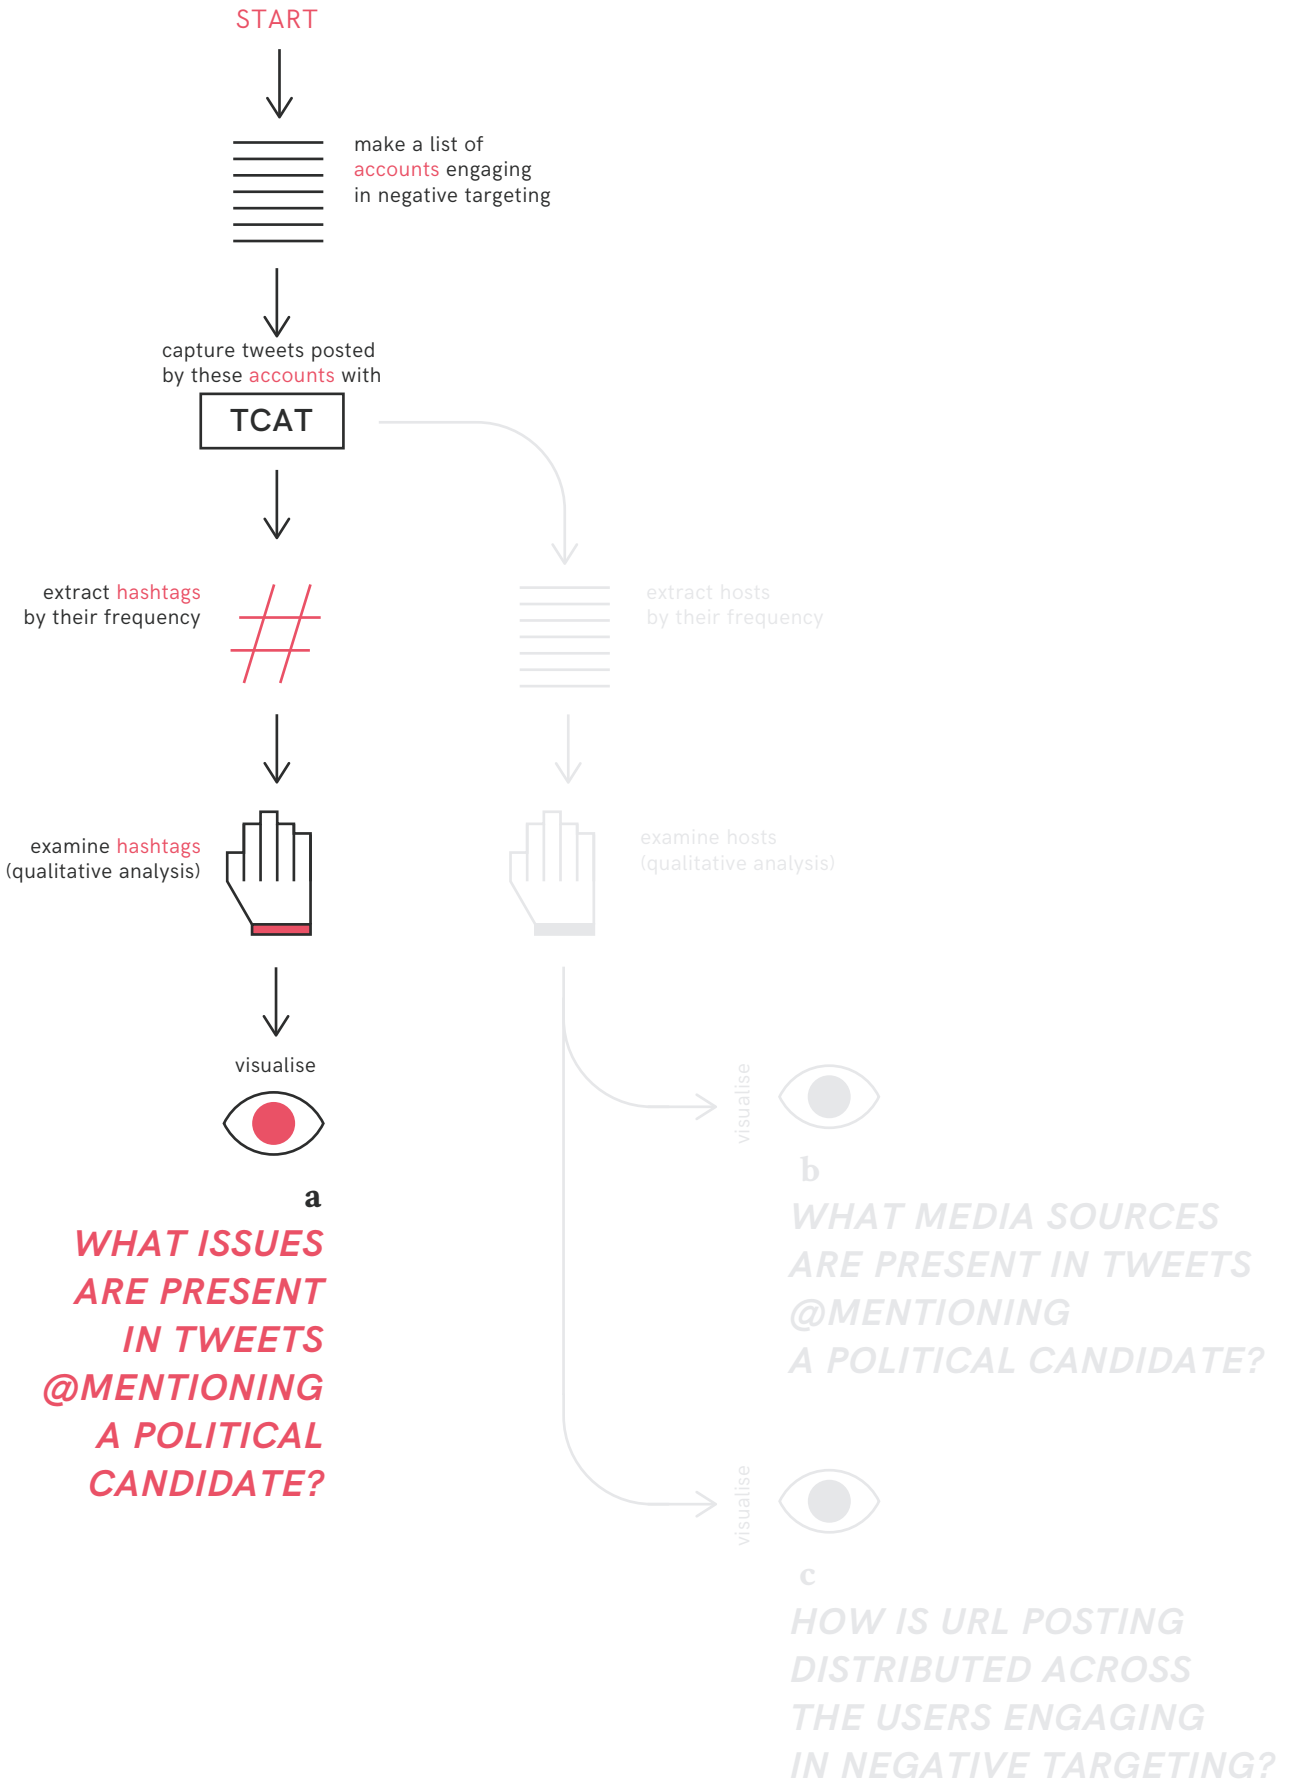 START
make a list of
accounts engaging
in negative targeting
capture tweets posted
by these accounts with
TCAT
extract hashtags
by their frequency
extract hosts
by their frequency
examine hashtags
(qualitative analysis)
examine hosts
(qualitative analysis)
visualise
a
WHAT ISSUES
ARE PRESENT
IN TWEETS
@MENTIONING
A POLITICAL
CANDIDATE?
visualise
b
WHAT MEDIA SOURCES
ARE PRESENT IN TWEETS
@MENTIONING
A POLITICAL CANDIDATE?
visualise
c
HOW IS URL POSTING
DISTRIBUTED ACROSS
THE USERS ENGAGING
IN NEGATIVE TARGETING?